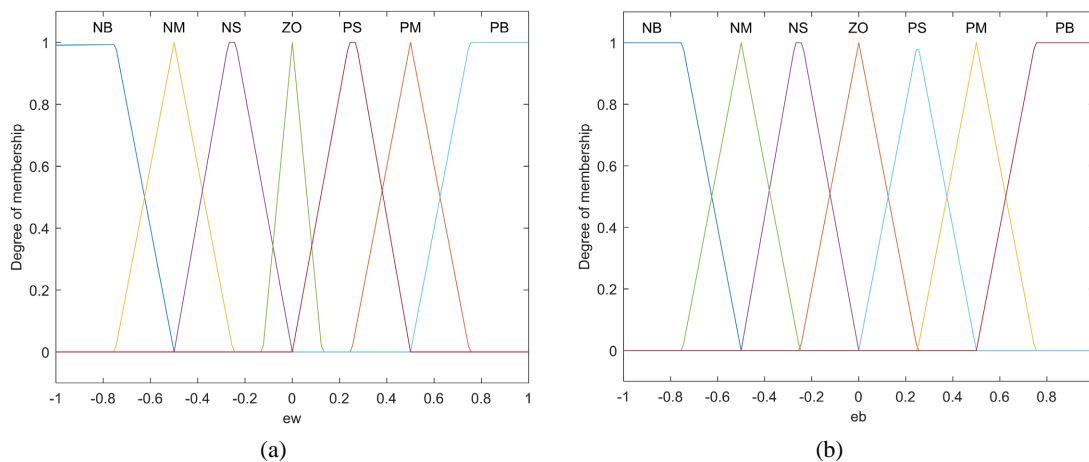 NB NM NS ZO PS PM PB
1
0.8
0.6
0.4
0.2
0
Degree of membership
-1 -0.8 -0.6 -0.4 -0.2 0 0.2 0.4 0.6 0.8 1
ew
(a)
NB NM NS ZO PS PM PB
1
0.8
0.6
0.4
0.2
0
Degree of membership
-1 -0.8 -0.6 -0.4 -0.2 0 0.2 0.4 0.6 0.8
eb
(b)